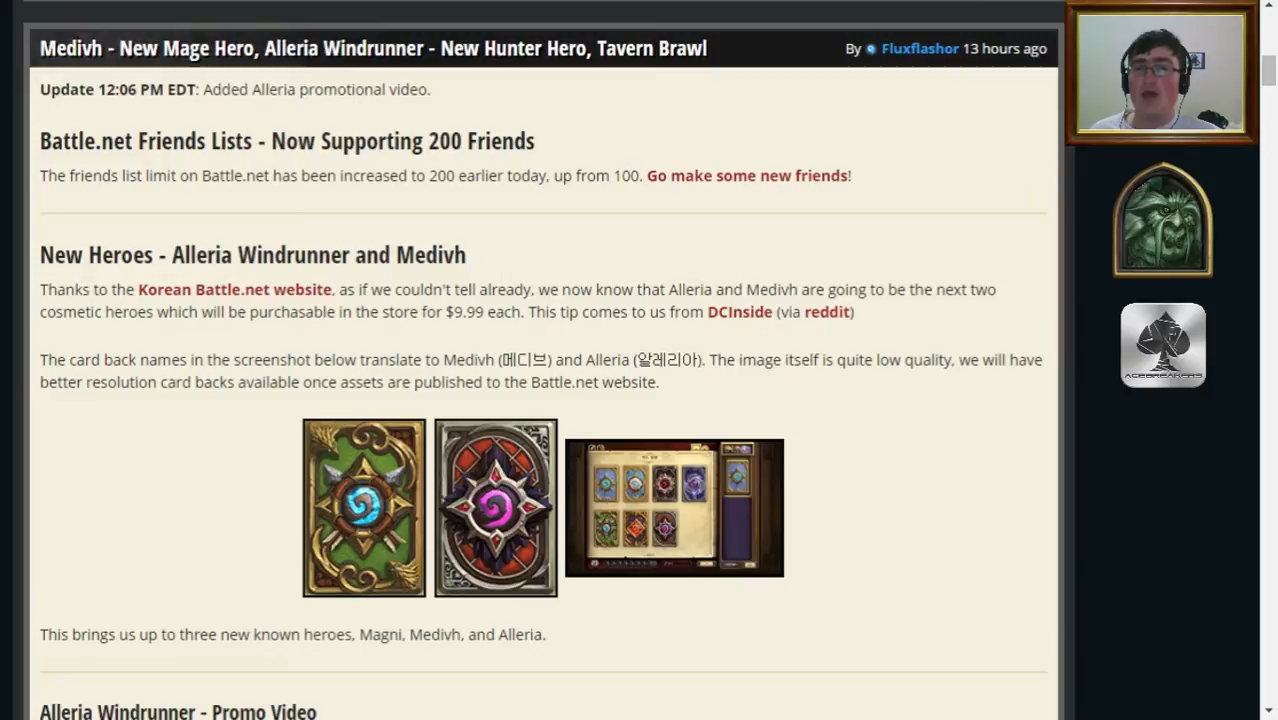 Medivh - New Mage Hero, Alleria Windrunner - New Hunter Hero, Tavern Brawl
By Fluxflashor 13 hours ago
Update 12:06 PM EDT: Added Alleria promotional video.
Battle.net Friends Lists - Now Supporting 200 Friends
The friends list limit on Battle.net has been increased to 200 earlier today, up from 100. Go make some new friends!
New Heroes - Alleria Windrunner and Medivh
Thanks to the Korean Battle.net website, as if we couldn't tell already, we now know that Alleria and Medivh are going to be the next two
cosmetic heroes which will be purchasable in the store for $9.99 each. This tip comes to us from DCInside (via reddit)
The card back names in the screenshot below translate to Medivh (메디브) and Alleria (알레리아). The image itself is quite low quality, we will have
better resolution card backs available once assets are published to the Battle.net website.
This brings us up to three new known heroes, Magni, Medivh, and Alleria.
Alleria Windrunner - Promo Video
ACEBREAKERS